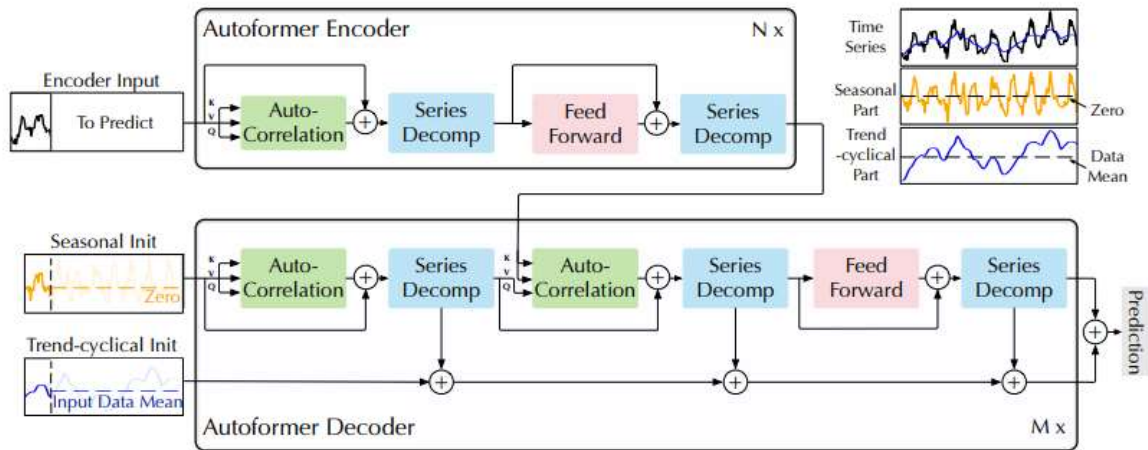 Autoformer Encoder
N x
Encoder Input
To Predict
K
V
Q
Auto-
Correlation
+
Series
Decomp
Feed
Forward
+
Series
Decomp
Time
Series
Seasonal
Part
Zero
Trend
-cyclical
Part
Data
Mean
Seasonal Init
Zero
K
V
Q
Auto-
Correlation
+
Series
Decomp
K
V
Q
Auto-
Correlation
+
Series
Decomp
Feed
Forward
+
Series
Decomp
+
Prediction
Trend-cyclical Init
Input Data Mean
+
+
+
Autoformer Decoder
M x